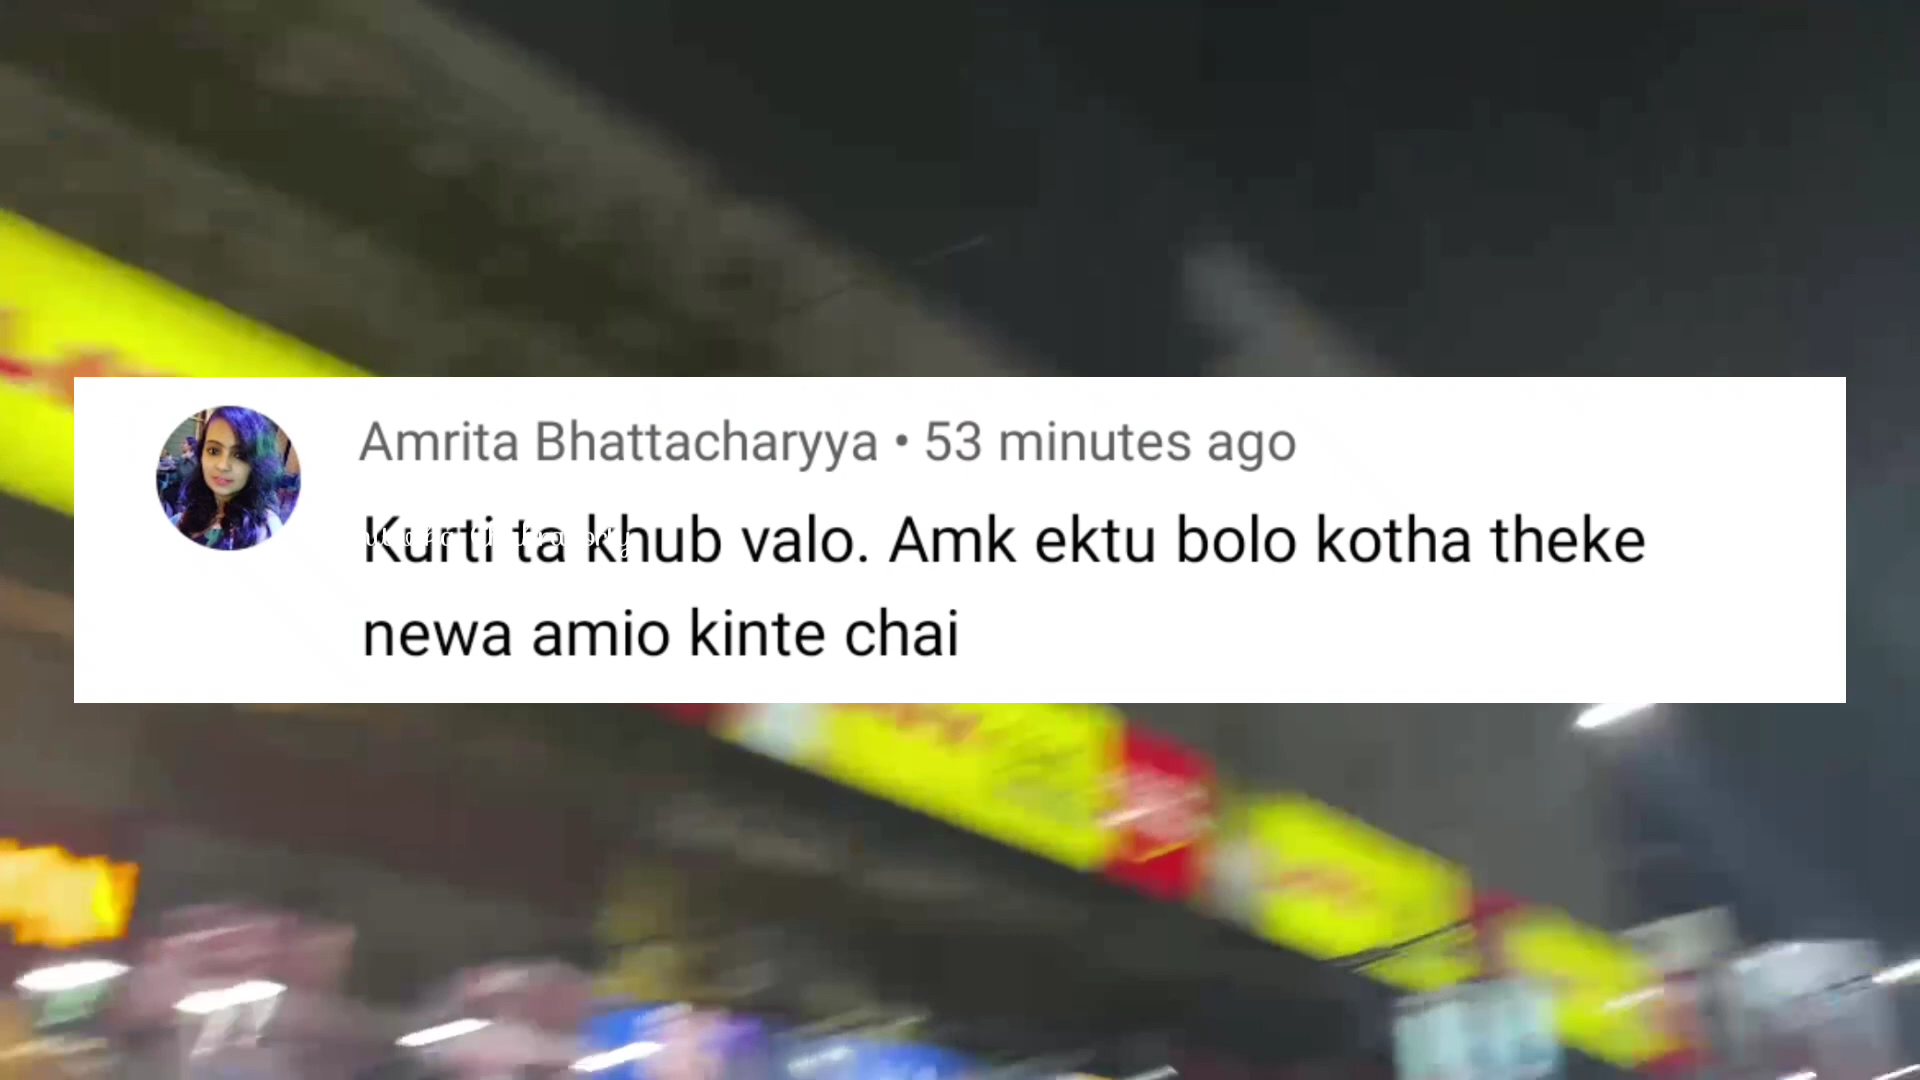 Amrita Bhattacharyya • 53 minutes ago
Kurti ta khub valo. Amk ektu bolo kotha theke
newa amio kinte chai